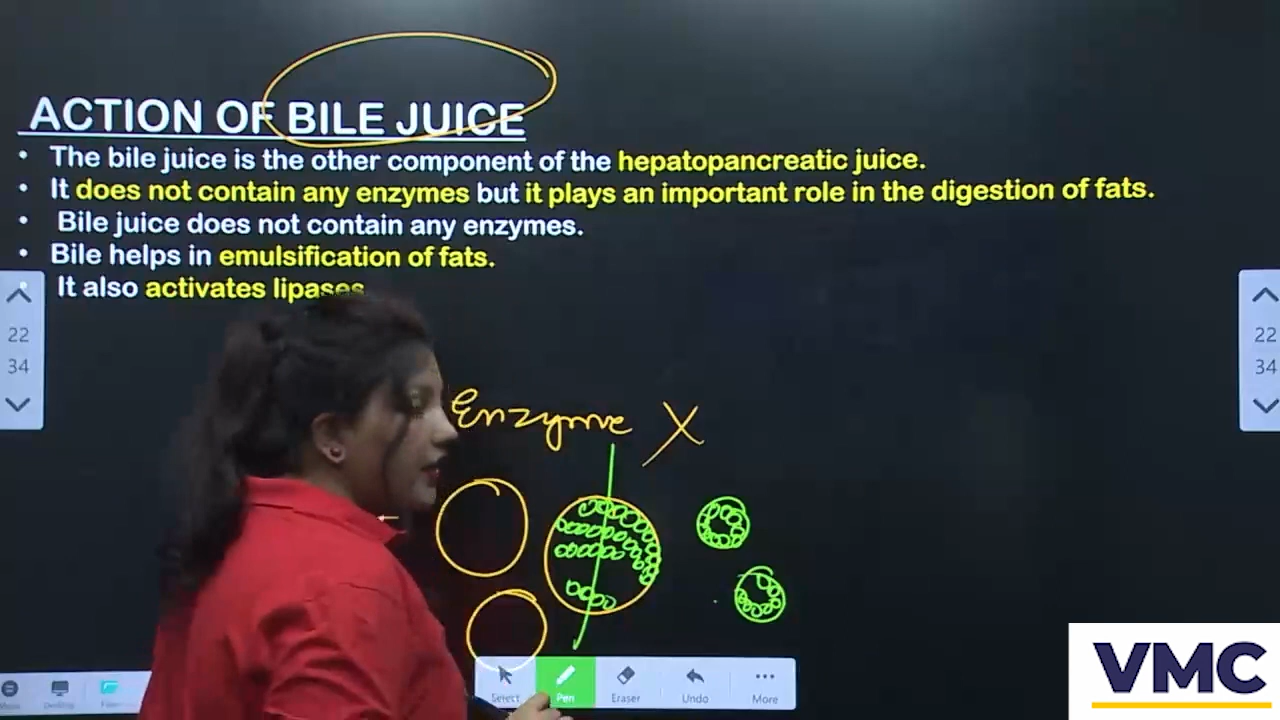 ACTION OF BILE JUICE
• The bile juice is the other component of the hepatopancreatic juice.
• It does not contain any enzymes but it plays an important role in the digestion of fats.
• Bile juice does not contain any enzymes.
• Bile helps in emulsification of fats.
• It also activates lipases
22
34
22
34
Enzyme X
Select Pen Eraser Undo More
Desktop
VMC